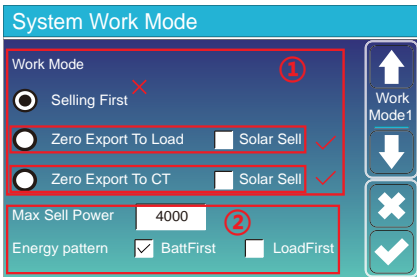 System Work Mode
Work Mode
①
Selling First
Work
Mode1
Zero Export To Load Solar Sell
Zero Export To CT Solar Sell
Max Sell Power 4000
②
Energy pattern BattFirst LoadFirst